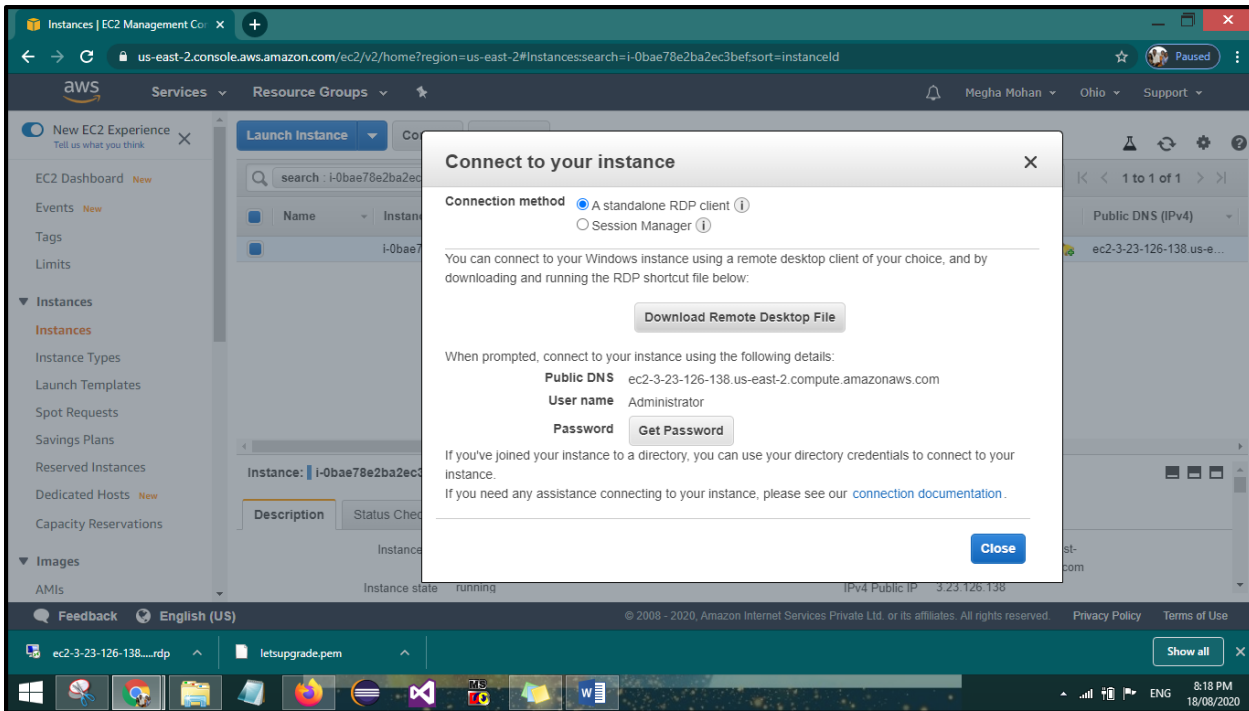 Instances | EC2 Management Cor
us-east-2.console.aws.amazon.com/ec2/v2/home?region=us-east-2#Instances:search=i-0bae78e2ba2ec3bef;sort=instanceId
Paused
aws
Services
Resource Groups
Megha Mohan
Ohio
Support
New EC2 Experience
Tell us what you think
EC2 Dashboard New
Events New
Tags
Limits
Instances
Instances
Instance Types
Launch Templates
Spot Requests
Savings Plans
Reserved Instances
Dedicated Hosts New
Capacity Reservations
Images
AMIs
Launch Instance
Co
search : i-0bae78e2ba2ec
1 to 1 of 1
Name
Instanc
Public DNS (IPv4)
i-0bae7
ec2-3-23-126-138.us-e...
Connect to your instance
Connection method
A standalone RDP client
Session Manager
You can connect to your Windows instance using a remote desktop client of your choice, and by
downloading and running the RDP shortcut file below:
Download Remote Desktop File
When prompted, connect to your instance using the following details:
Public DNS ec2-3-23-126-138.us-east-2.compute.amazonaws.com
User name Administrator
Password Get Password
If you've joined your instance to a directory, you can use your directory credentials to connect to your
instance.
If you need any assistance connecting to your instance, please see our connection documentation.
Close
Instance: i-0bae78e2ba2ec3
Description
Status Chec
Instance
st-
com
Instance state running
IPv4 Public IP 3.23.126.138
Feedback
English (US)
© 2008 - 2020, Amazon Internet Services Private Ltd. or its affiliates. All rights reserved.
Privacy Policy
Terms of Use
ec2-3-23-126-138.....rdp
letsupgrade.pem
Show all
MS
ENG
8:18 PM
18/08/2020